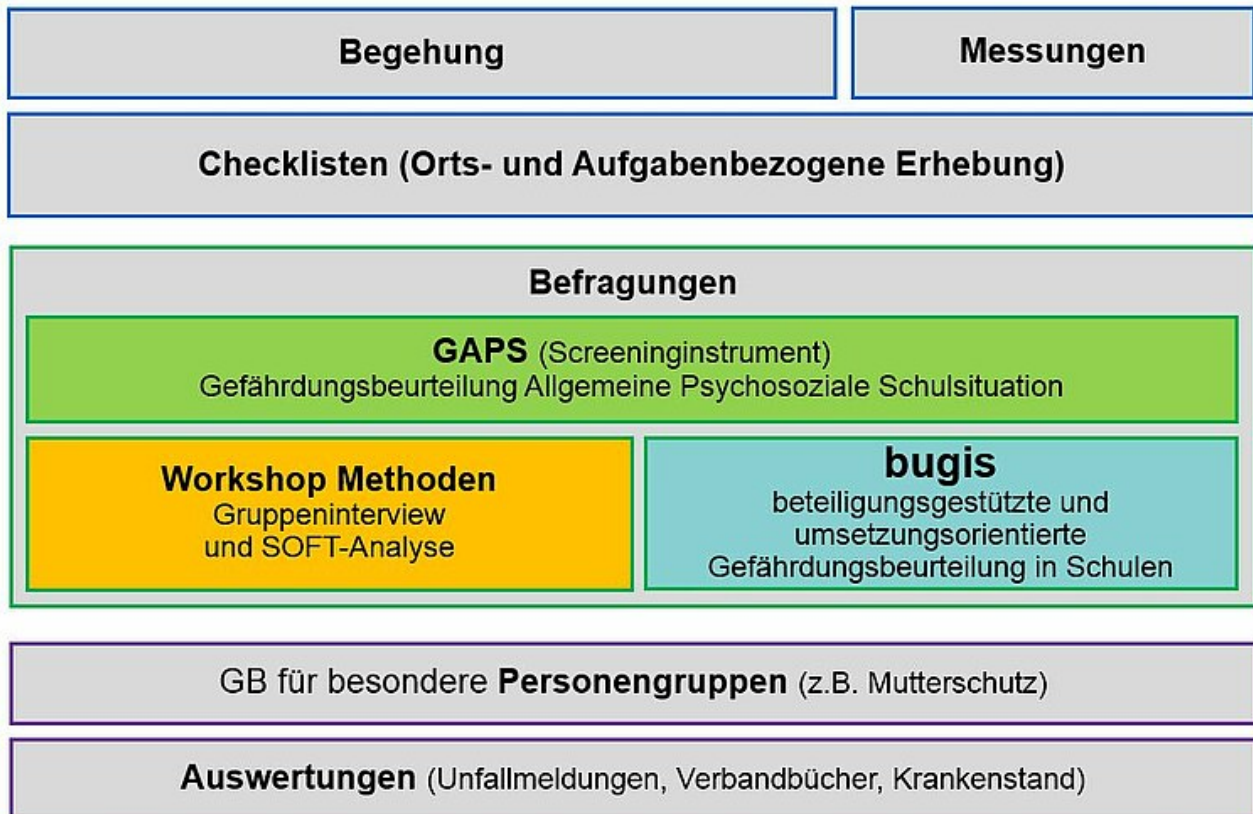 Begehung
Messungen
Checklisten (Orts- und Aufgabenbezogene Erhebung)
Befragungen
GAPS (Screeninginstrument)
Gefährdungsbeurteilung Allgemeine Psychosoziale Schulsituation
Workshop Methoden
Gruppeninterview
und SOFT-Analyse
bugis
beteiligungsgestützte und
umsetzungsorientierte
Gefährdungsbeurteilung in Schulen
GB für besondere Personengruppen (z.B. Mutterschutz)
Auswertungen (Unfallmeldungen, Verbandbücher, Krankenstand)